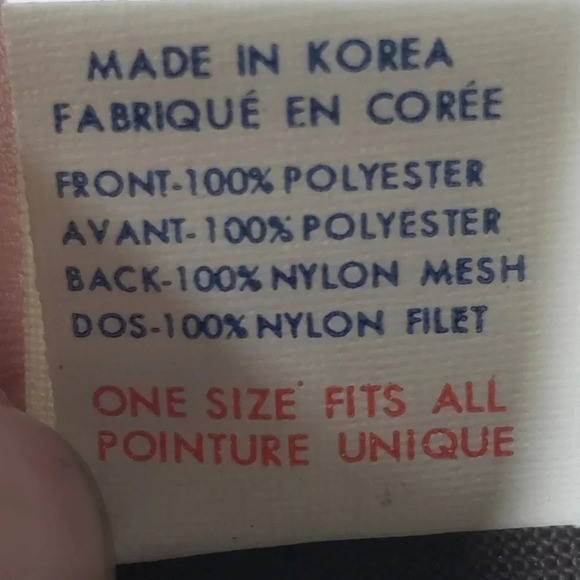 MADE IN KOREA
FABRIQUÉ EN CORÉE
FRONT-100% POLYESTER
AVANT-100% POLYESTER
BACK-100% NYLON MESH
DOS-100% NYLON FILET
ONE SIZE FITS ALL
POINTURE UNIQUE